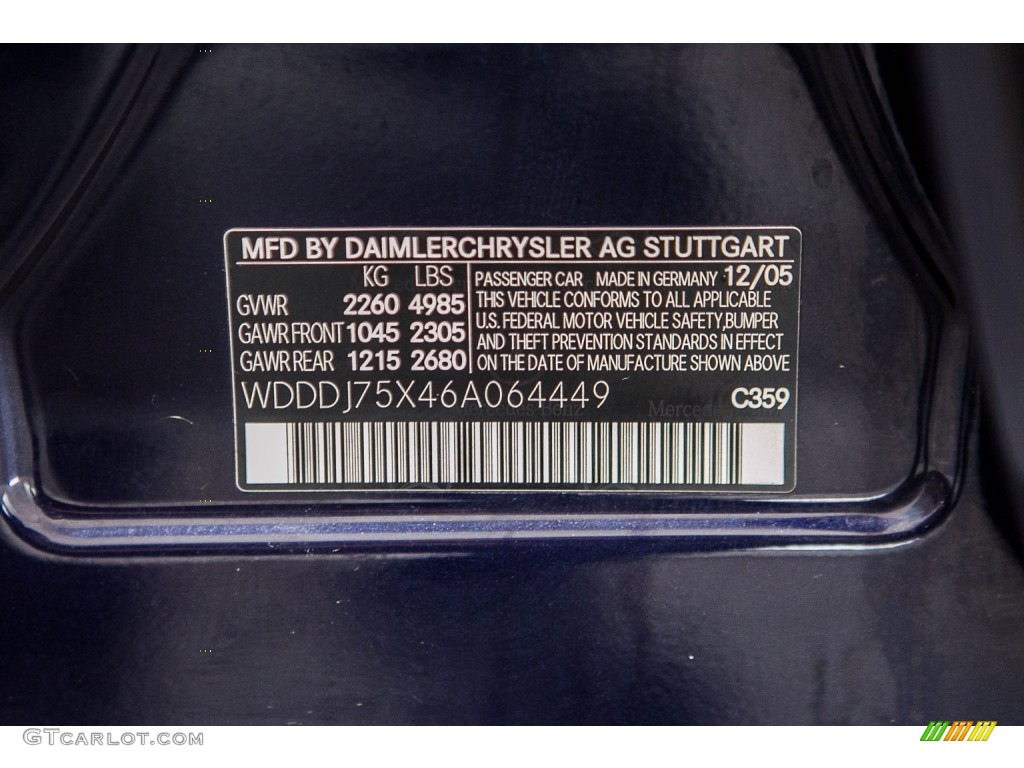 MFD BY DAIMLERCHRYSLER AG STUTTGART
KG LBS
GVWR 2260 4985
GAWR FRONT 1045 2305
GAWR REAR 1215 2680
PASSENGER CAR MADE IN GERMANY 12/05
THIS VEHICLE CONFORMS TO ALL APPLICABLE
U.S. FEDERAL MOTOR VEHICLE SAFETY,BUMPER
AND THEFT PREVENTION STANDARDS IN EFFECT
ON THE DATE OF MANUFACTURE SHOWN ABOVE
WDDDJ75X46A064449 C359
Mercedes-Benz
GTCarLot.com